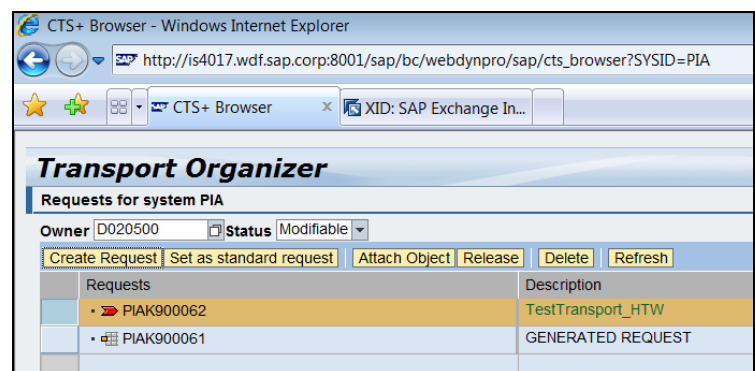 CTS+ Browser - Windows Internet Explorer
SAP http://is4017.wdf.sap.corp:8001/sap/bc/webdynpro/sap/cts_browser?SYSID=PIA
SAP CTS+ Browser x XID: SAP Exchange In...
Transport Organizer
Requests for system PIA
Owner D020500 Status Modifiable
Create Request Set as standard request Attach Object Release Delete Refresh
Requests Description
PIAK900062 TestTransport_HTW
PIAK900061 GENERATED REQUEST